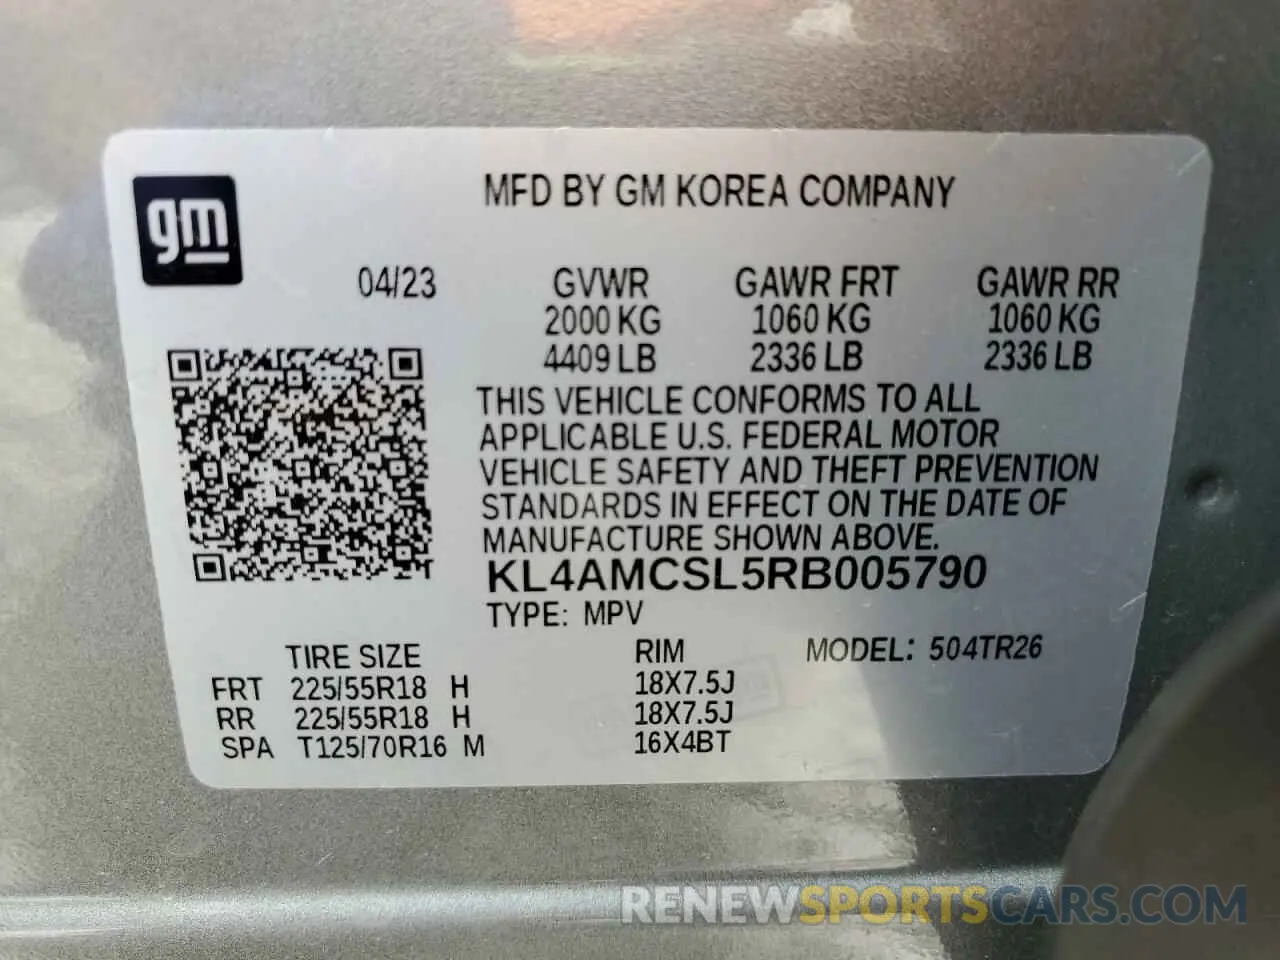 gm
MFD BY GM KOREA COMPANY
04/23 GVWR GAWR FRT GAWR RR
2000 KG 1060 KG 1060 KG
4409 LB 2336 LB 2336 LB
THIS VEHICLE CONFORMS TO ALL
APPLICABLE U.S. FEDERAL MOTOR
VEHICLE SAFETY AND THEFT PREVENTION
STANDARDS IN EFFECT ON THE DATE OF
MANUFACTURE SHOWN ABOVE.
KL4AMCSL5RB005790
TYPE: MPV
TIRE SIZE RIM MODEL: 504TR26
FRT 225/55R18 H 18X7.5J
RR 225/55R18 H 18X7.5J
SPA T125/70R16 M 16X4BT
RENEWSPORTSCARS.COM